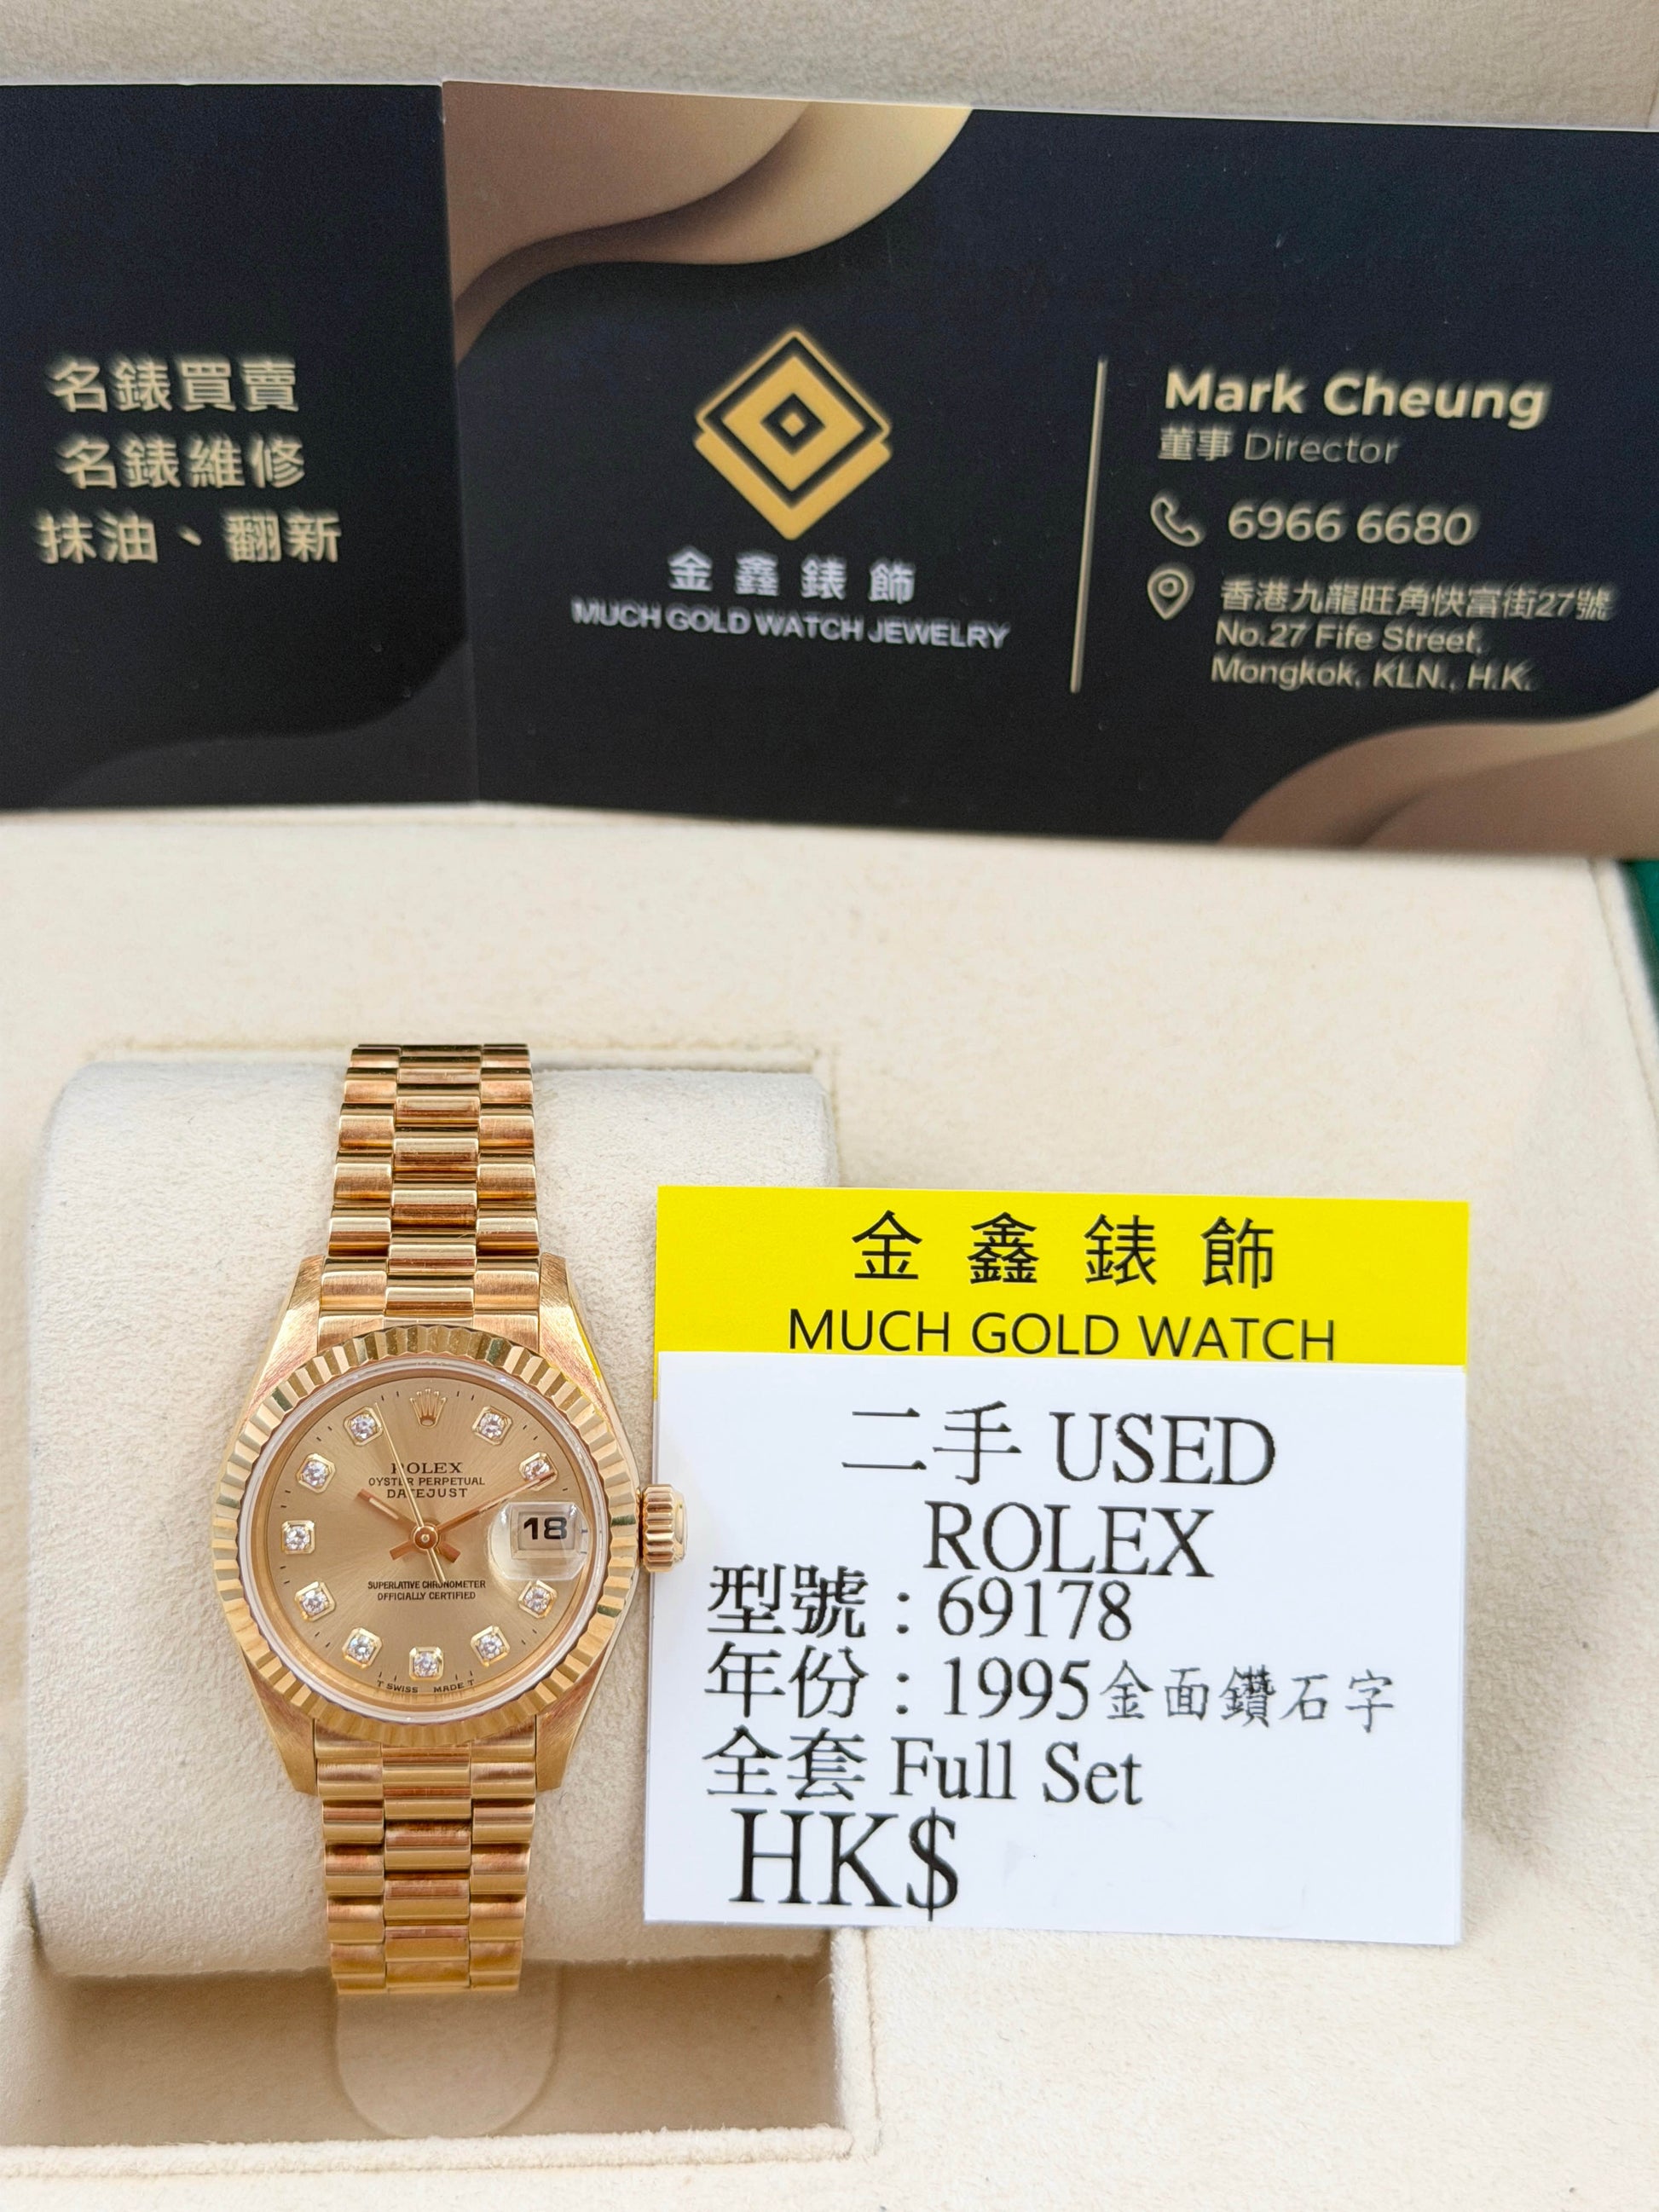 名錶買賣
名錶維修
抹油、翻新
金鑫錶飾
MUCH GOLD WATCH JEWELRY
Mark Cheung
董事 Director
6966 6680
香港九龍旺角快富街27號
No.27 Fife Street,
Mongkok, KLN., H.K.
ROLEX
OYSTER PERPETUAL
DATEJUST
18
SUPERLATIVE CHRONOMETER
OFFICIALLY CERTIFIED
T SWISS MADE T
金鑫錶飾
MUCH GOLD WATCH
二手 USED
ROLEX
型號：69178
年份：1995金面鑽石字
全套 Full Set
HK$